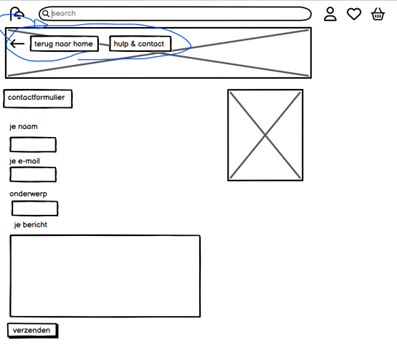 search
terug naar home
hulp & contact
contactformulier
je naam
je e-mail
onderwerp
je bericht
verzenden